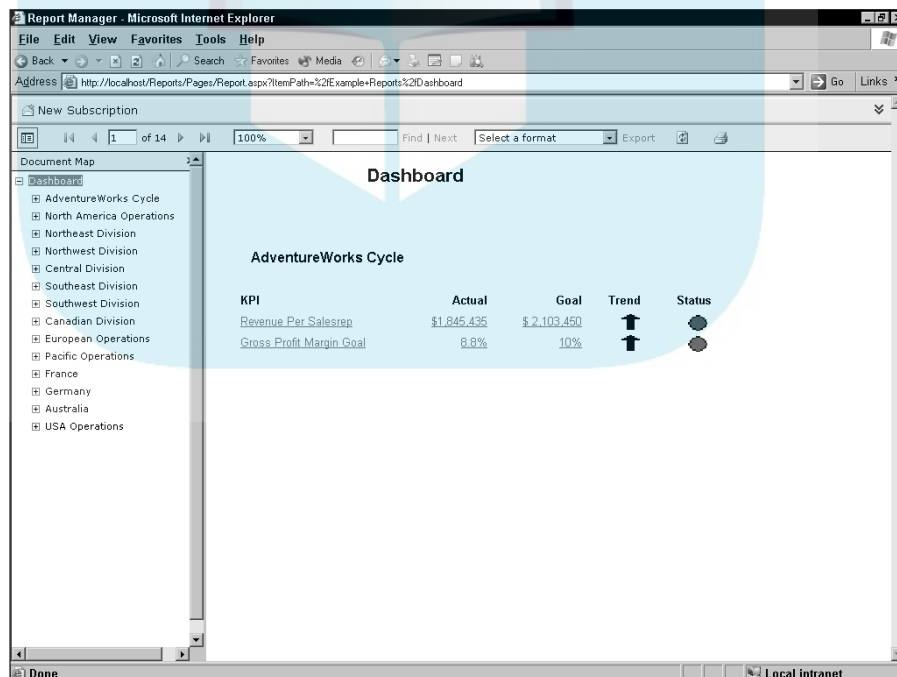 Report Manager - Microsoft Internet Explorer
File Edit View Favorites Tools Help
Back Search Favorites Media
Address http://localhost/Reports/Pages/Report.aspx?ItemPath=%2fExample+Reports%2fDashboard Go Links
New Subscription
1 of 14 100% Find | Next Select a format Export
Document Map
Dashboard
AdventureWorks Cycle
North America Operations
Northeast Division
Northwest Division
Central Division
Southeast Division
Southwest Division
Canadian Division
European Operations
Pacific Operations
France
Germany
Australia
USA Operations
Dashboard
AdventureWorks Cycle
KPI Actual Goal Trend Status
Revenue Per Salesrep $1,845,435 $ 2,103,450
Gross Profit Margin Goal 8.8% 10%
Done Local intranet